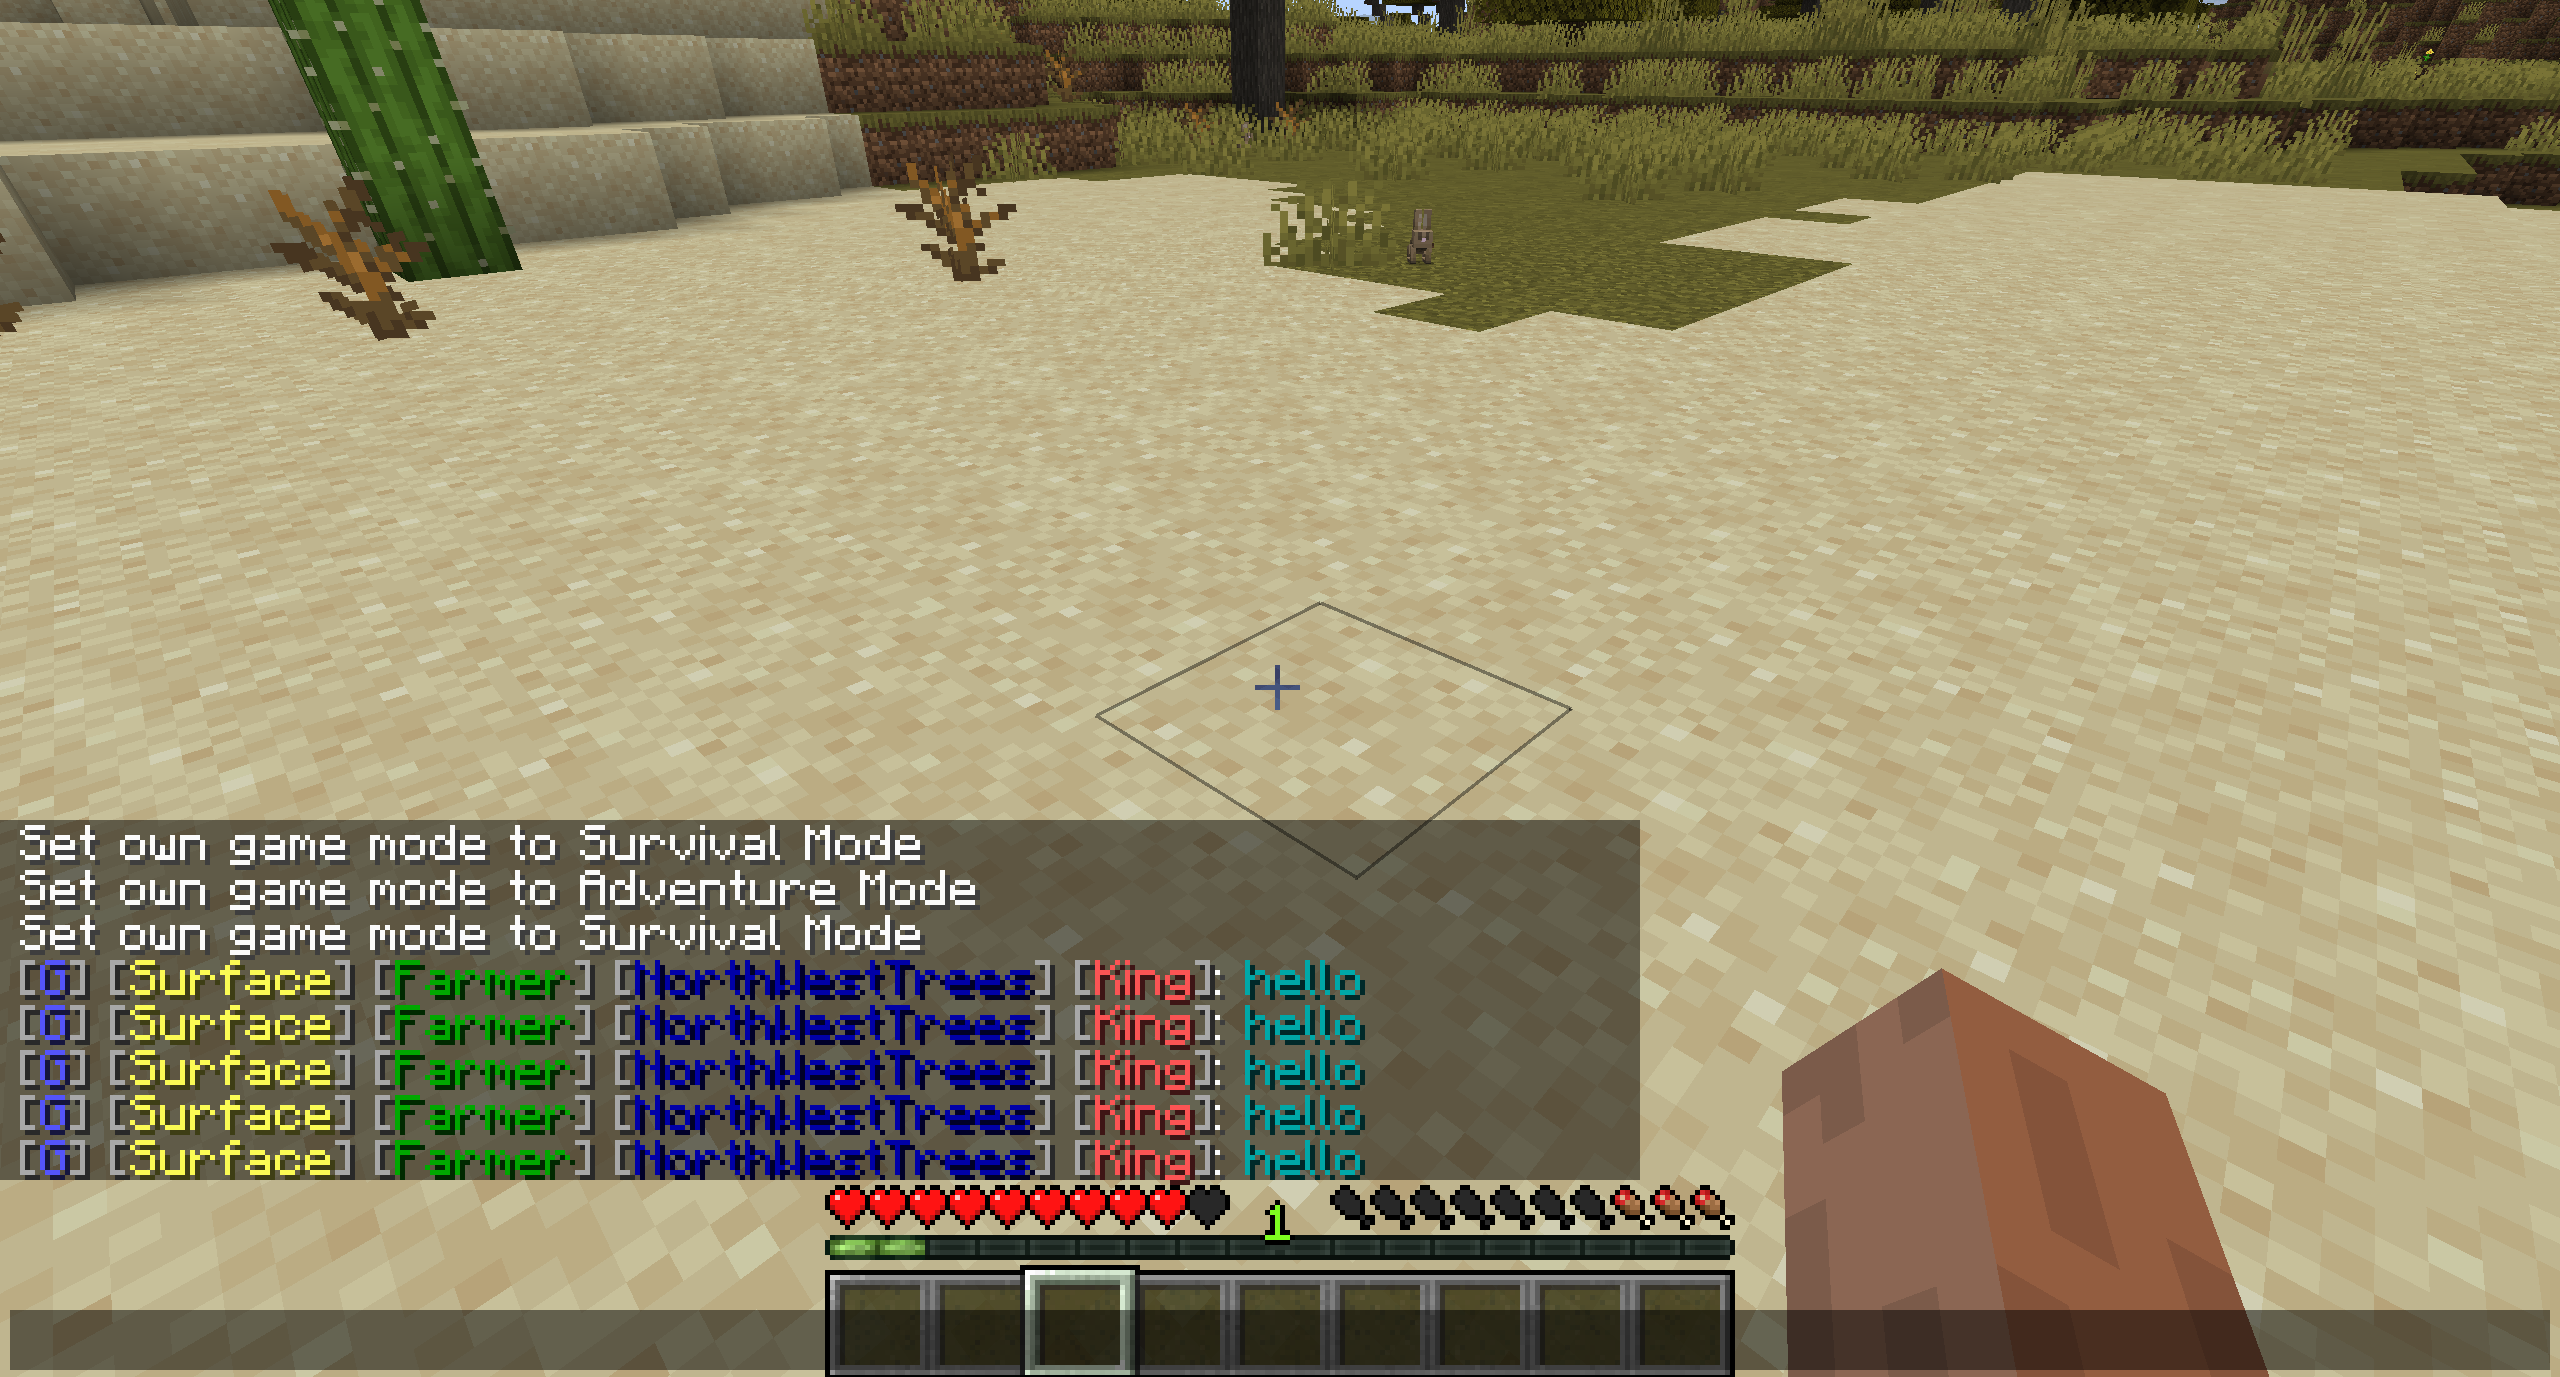 Set own game mode to Survival Mode
Set own game mode to Adventure Mode
Set own game mode to Survival Mode
[G] [Surface] [Farmer] [NorthWestTrees] [King]: hello
[G] [Surface] [Farmer] [NorthWestTrees] [King]: hello
[G] [Surface] [Farmer] [NorthWestTrees] [King]: hello
[G] [Surface] [Farmer] [NorthWestTrees] [King]: hello
[G] [Surface] [Farmer] [NorthWestTrees] [King]: hello
1